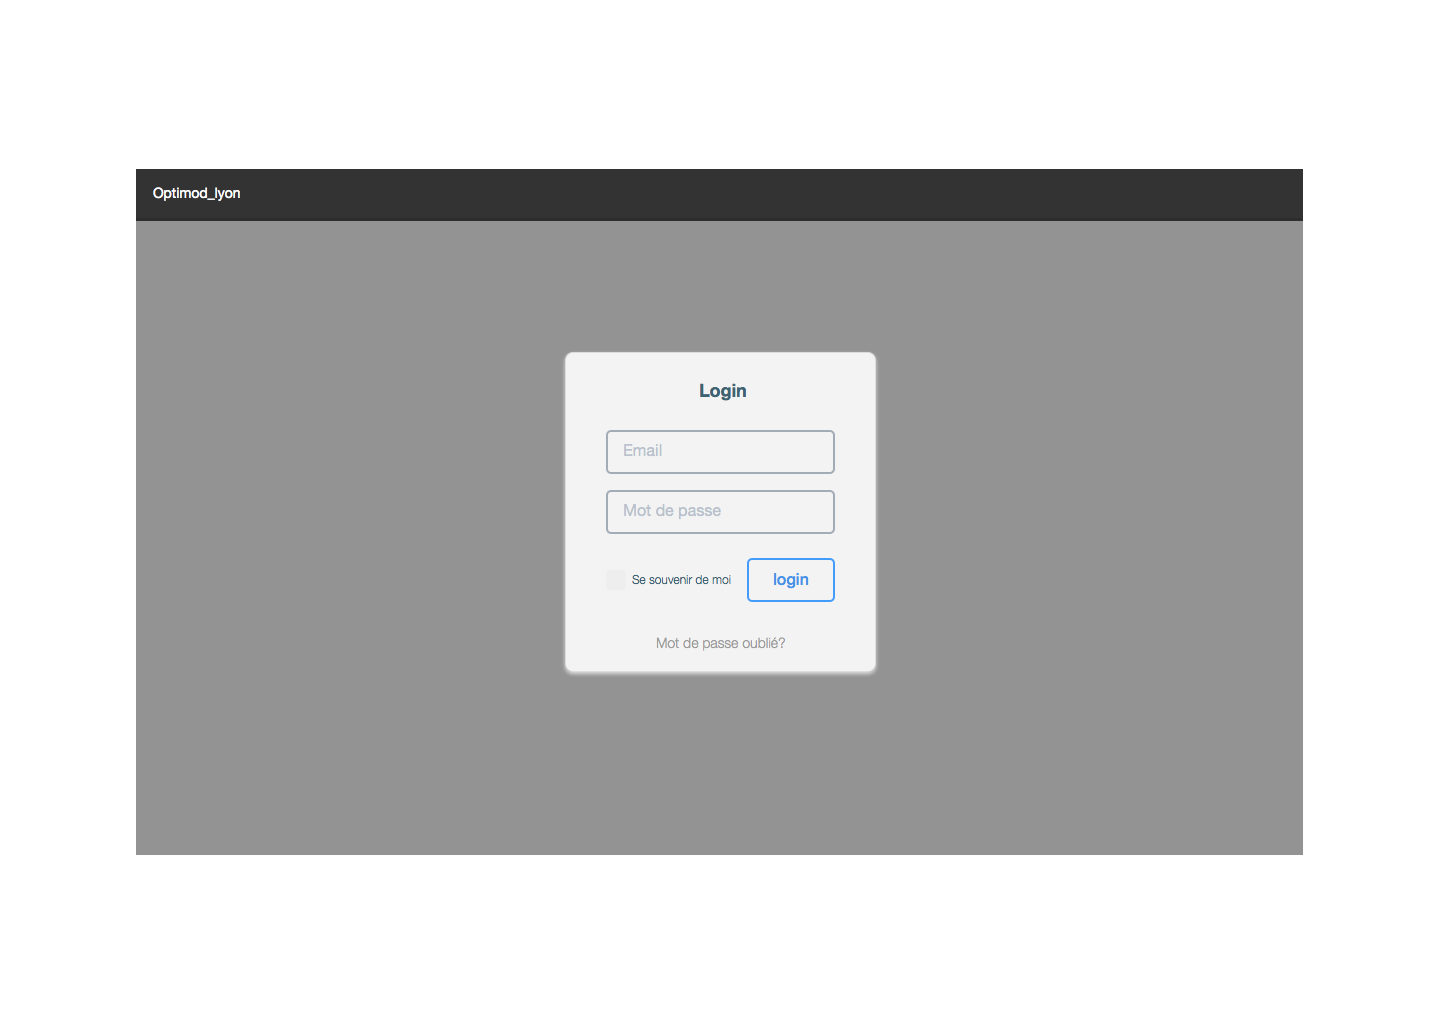 Optimod_lyon
Login
Email
Mot de passe
Se souvenir de moi
login
Mot de passe oublié?